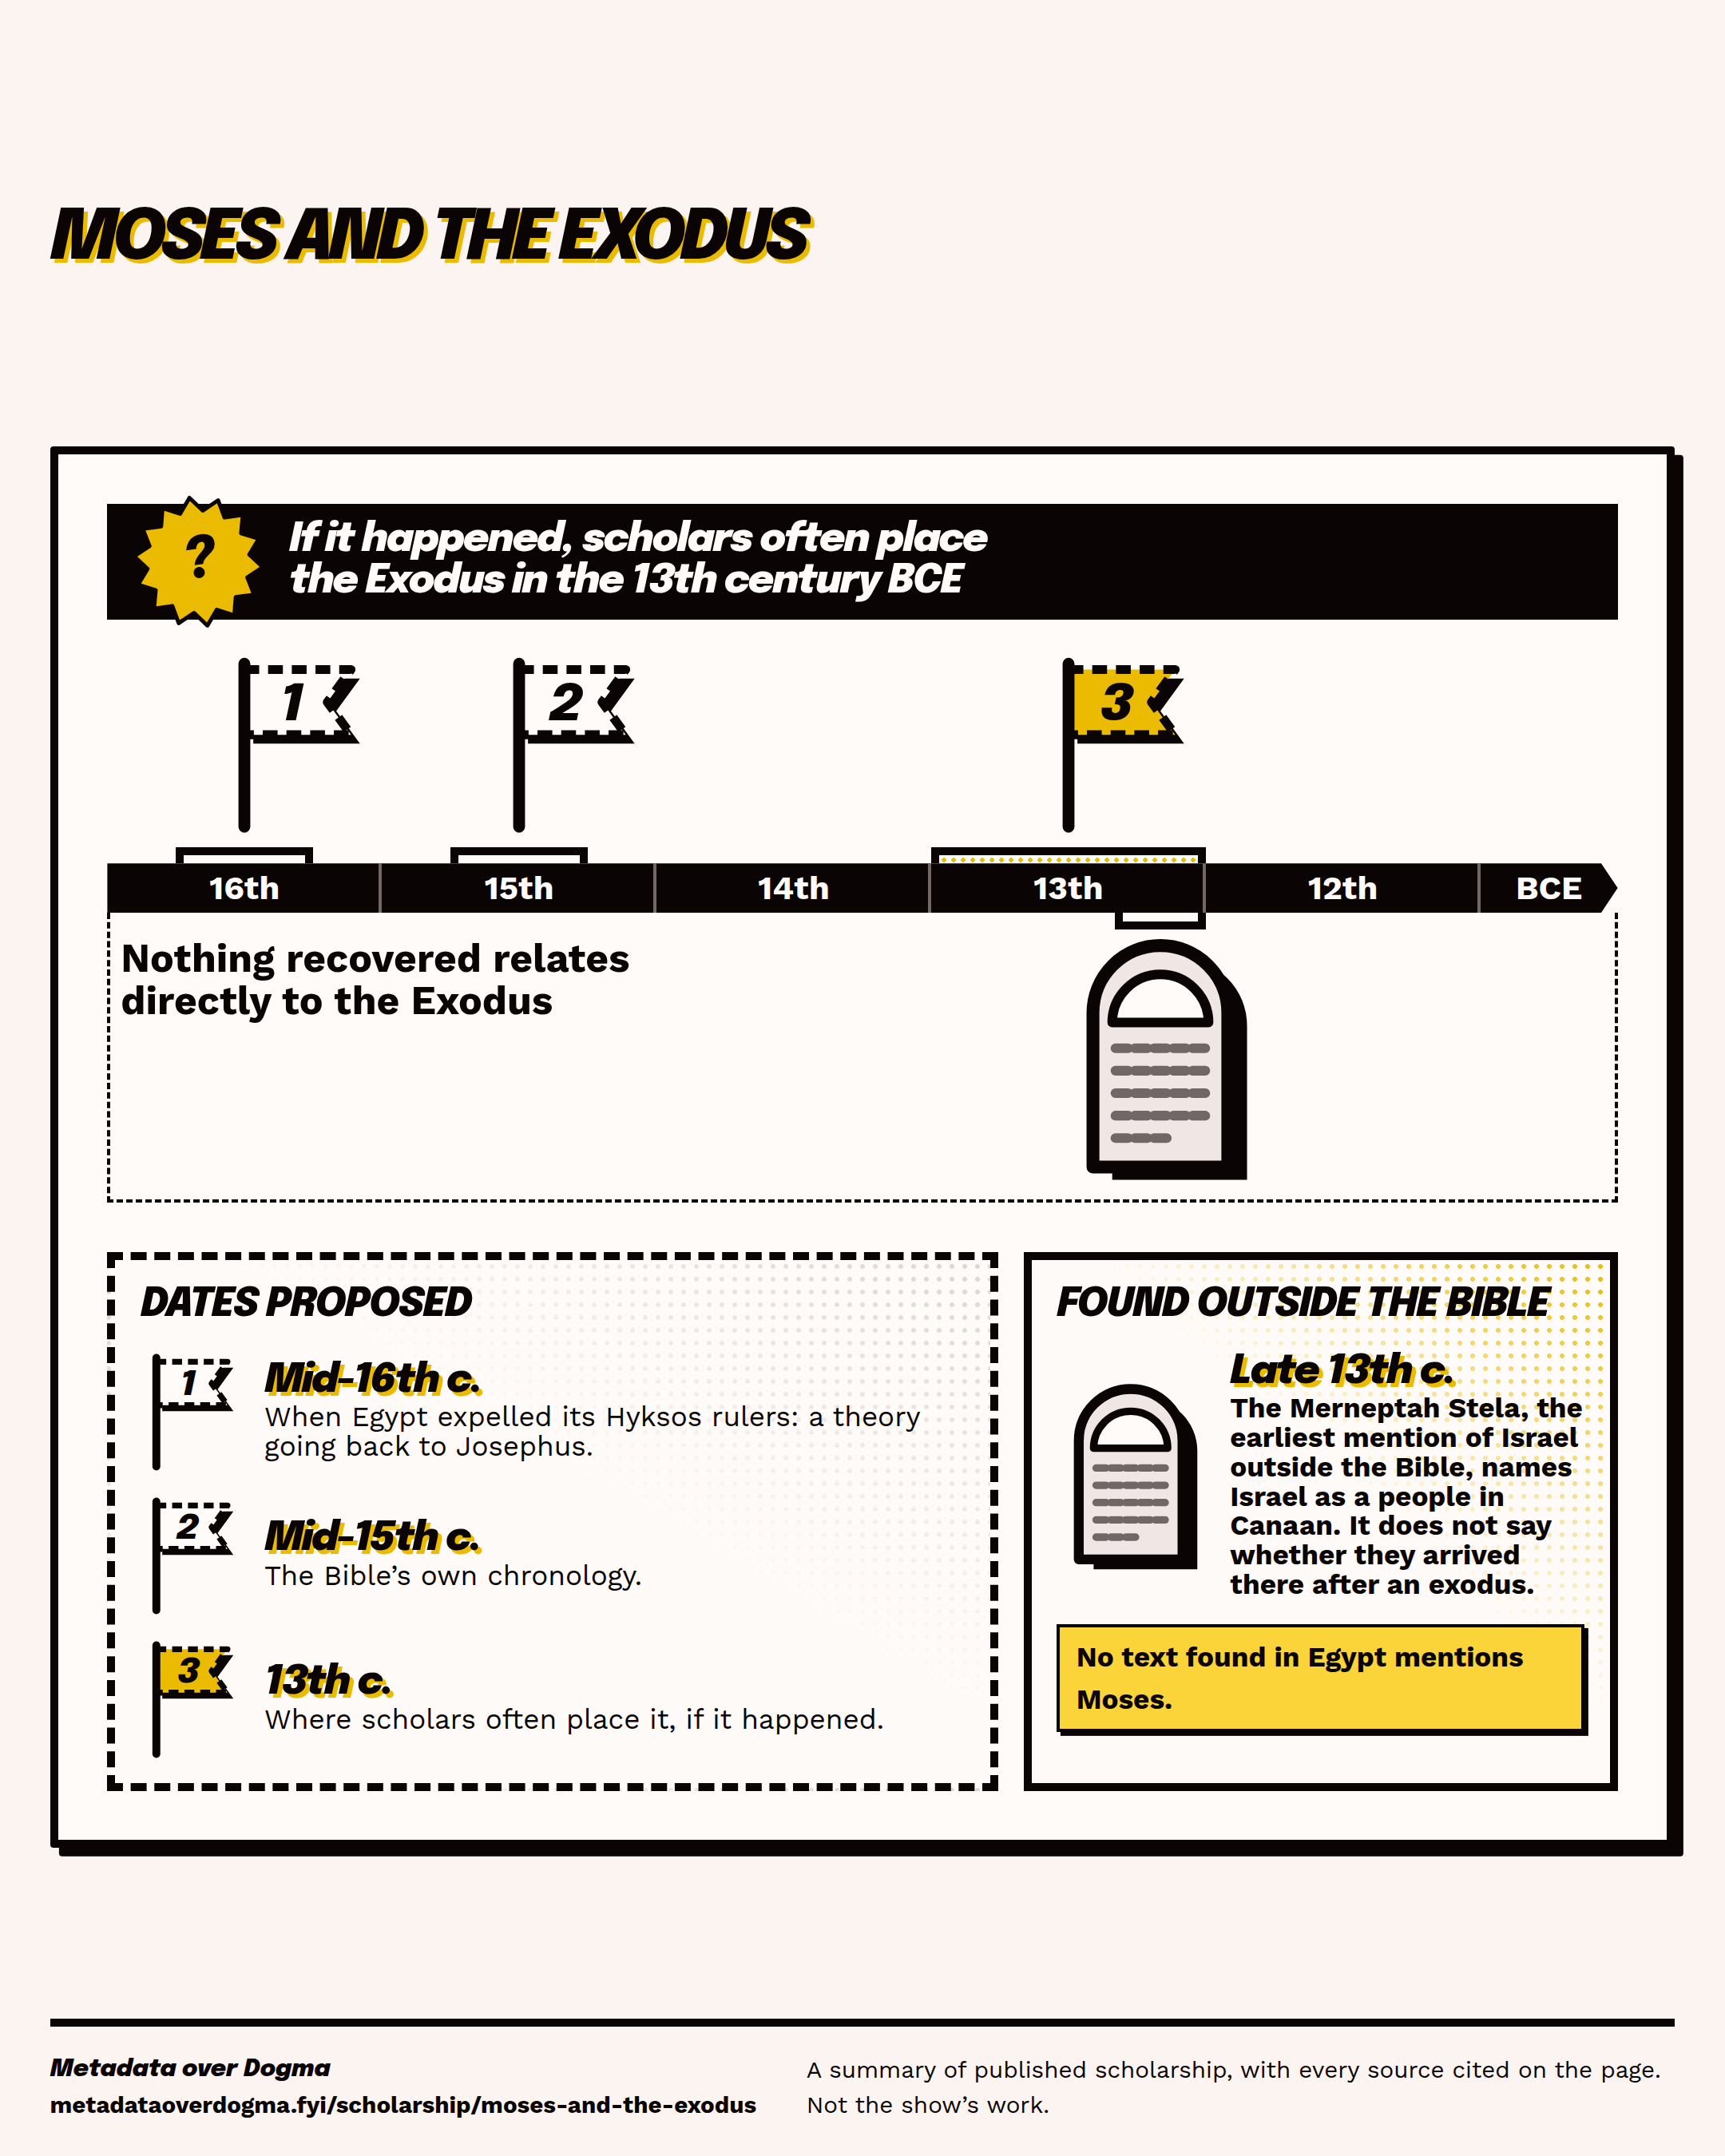 MOSES AND THE EXODUS
?
If it happened, scholars often place
the Exodus in the 13th century BCE
1
2
3
16th
15th
14th
13th
12th
BCE
Nothing recovered relates
directly to the Exodus
DATES PROPOSED
1
Mid-16th c.
When Egypt expelled its Hyksos rulers: a theory
going back to Josephus.
2
Mid-15th c.
The Bible’s own chronology.
3
13th c.
Where scholars often place it, if it happened.
FOUND OUTSIDE THE BIBLE
Late 13th c.
The Merneptah Stela, the
earliest mention of Israel
outside the Bible, names
Israel as a people in
Canaan. It does not say
whether they arrived
there after an exodus.
No text found in Egypt mentions
Moses.
Metadata over Dogma
metadataoverdogma.fyi/scholarship/moses-and-the-exodus
A summary of published scholarship, with every source cited on the page.
Not the show’s work.